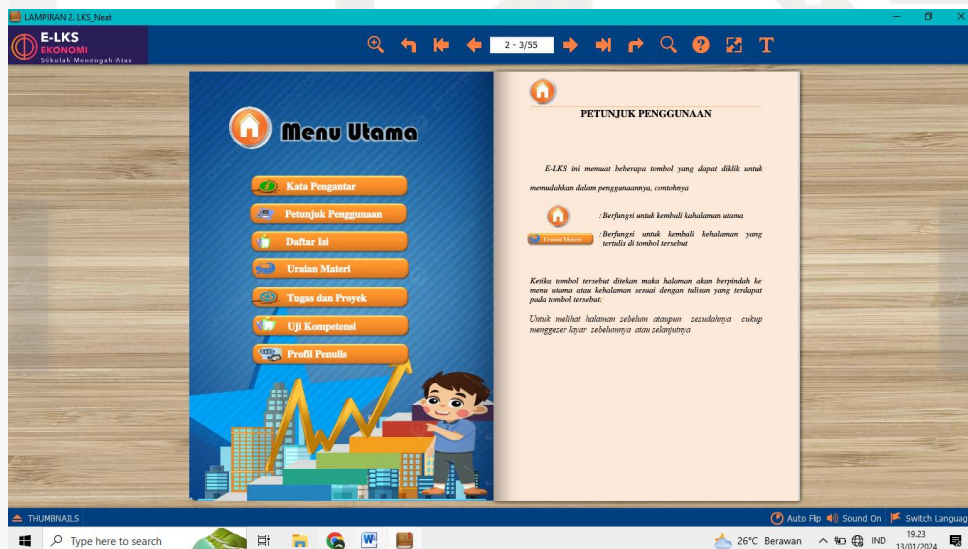 LAMPIRAN 2. LKS_Neat
E-LKS
EKONOMI
Sekulah Menengah Atas
2 - 3/55
Menu Utama
Kata Pengantar
Petunjuk Penggunaan
Daftar Isi
Uraian Materi
Tugas dan Proyek
Uji Kompetensi
Profil Penulis
PETUNJUK PENGGUNAAN
E-LKS ini memuat beberapa tombol yang dapat diklik untuk
memudahkan dalam penggunaannya, contohnya
: Berfungsi untuk kembali kahalaman utama
Uraian Materi
: Berfungsi untuk kembali kehalaman yang
tertulis di tombol tersebut
Ketika tombol tersebut ditekan maka halaman akan berpindah ke
menu utama atau kehalaman sesuai dengan tulisan yang terdapat
pada tombol tersebut:
Untuk melihat halaman sebelum ataupun sesudahnya cukup
menggeser layar sebelumnya atau selanjutnya
THUMBNAILS
Auto Flip
Sound On
Switch Languag
Type here to search
26°C Berawan
IND
19.23
13/01/2024